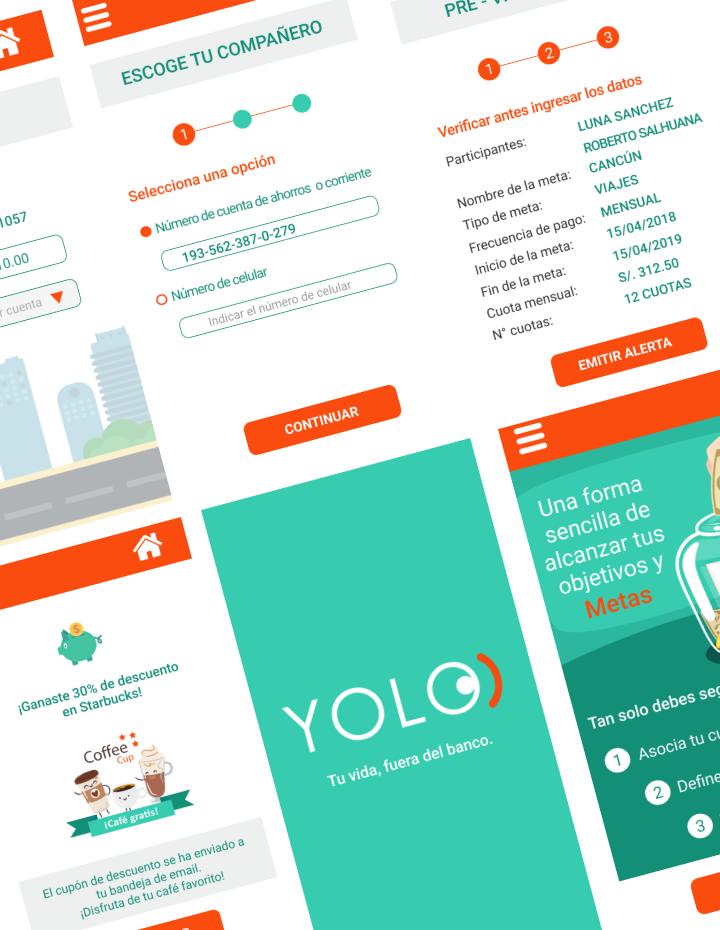 1057
0.00
r cuenta
ESCOGE TU COMPAÑERO
1
Selecciona una opción
Número de cuenta de ahorros o corriente
193-562-387-0-279
Número de celular
Indicar el número de celular
CONTINUAR
PRE - V
1 2 3
Verificar antes ingresar los datos
Participantes: LUNA SANCHEZ
ROBERTO SALHUANA
Nombre de la meta: CANCÚN
Tipo de meta: VIAJES
Frecuencia de pago: MENSUAL
Inicio de la meta: 15/04/2018
Fin de la meta: 15/04/2019
Cuota mensual: S/. 312.50
N° cuotas: 12 CUOTAS
EMITIR ALERTA
¡Ganaste 30% de descuento
en Starbucks!
Coffee
Cup
¡Café gratis!
El cupón de descuento se ha enviado a
tu bandeja de email.
¡Disfruta de tu café favorito!
YOLO
Tu vida, fuera del banco.
Una forma
sencilla de
alcanzar tus
objetivos y
Metas
Tan solo debes seg
1 Asocia tu cu
2 Define
3